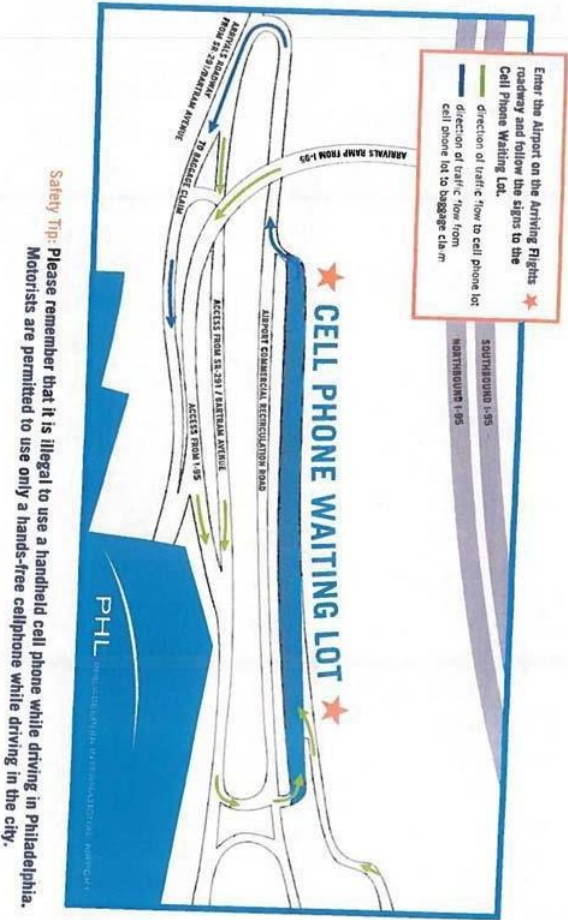 Enter the Airport on the Arriving Flights
roadway and follow the signs to the
Cell Phone Waiting Lot.
direction of traffic flow to cell phone lot
direction of traffic flow from
cell phone lot to baggage claim
SOUTHBOUND I-95
NORTHBOUND I-95
ARRIVALS RAMP FROM I-95
CELL PHONE WAITING LOT
ARRIVALS ROADWAY
FROM SR-291/BARTRAM AVENUE
TO BAGGAGE CLAIM
AIRPORT COMMERCIAL RECIRCULATION ROAD
ACCESS FROM SR-291 / BARTRAM AVENUE
ACCESS FROM I-95
PHL PHILADELPHIA INTERNATIONAL AIRPORT
Safety Tip: Please remember that it is illegal to use a handheld cell phone while driving in Philadelphia.
Motorists are permitted to use only a hands-free cellphone while driving in the city.